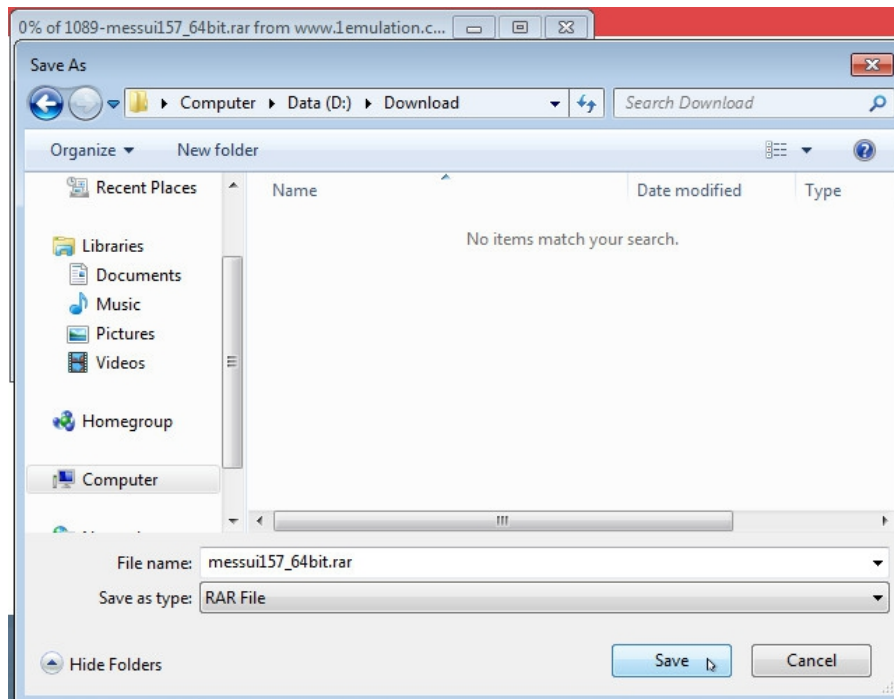 0% of 1089-messui157_64bit.rar from www.1emulation.c...
Save As
Computer Data (D:) Download
Search Download
Organize New folder
Name Date modified Type
No items match your search.
Recent Places
Libraries
Documents
Music
Pictures
Videos
Homegroup
Computer
File name: messui157_64bit.rar
Save as type: RAR File
Hide Folders Save Cancel